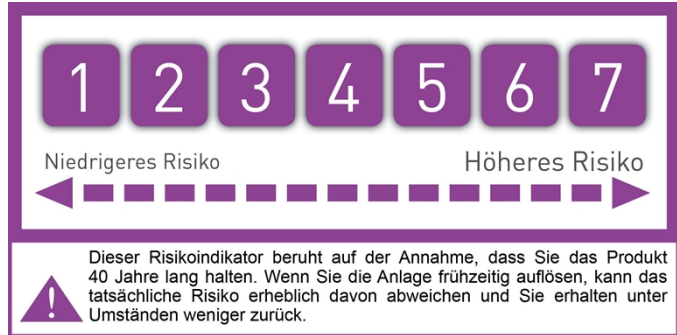 1 2 3 4 5 6 7
Niedrigeres Risiko Höheres Risiko
Dieser Risikoindikator beruht auf der Annahme, dass Sie das Produkt
40 Jahre lang halten. Wenn Sie die Anlage frühzeitig auflösen, kann das
tatsächliche Risiko erheblich davon abweichen und Sie erhalten unter
Umständen weniger zurück.